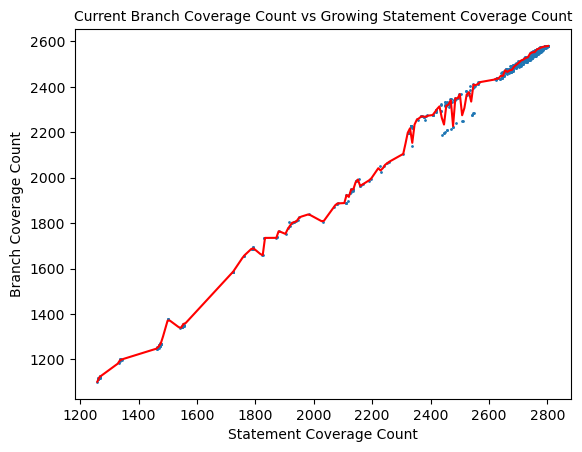 Current Branch Coverage Count vs Growing Statement Coverage Count
2600
2400
2200
2000
1800
1600
1400
1200
Branch Coverage Count
1200 1400 1600 1800 2000 2200 2400 2600 2800
Statement Coverage Count